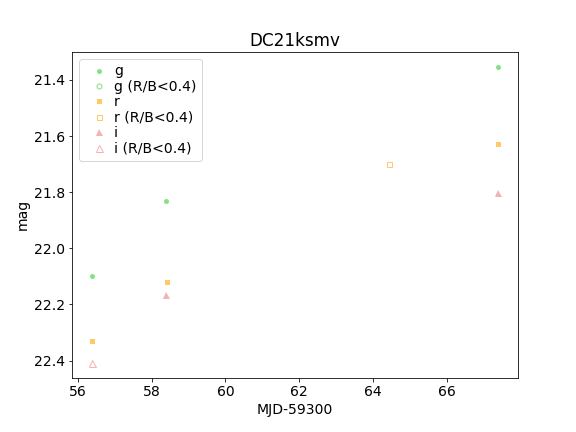 DC21ksmv
g
g (R/B<0.4)
r
r (R/B<0.4)
i
i (R/B<0.4)
mag
21.4
21.6
21.8
22.0
22.2
22.4
56 58 60 62 64 66
MJD-59300